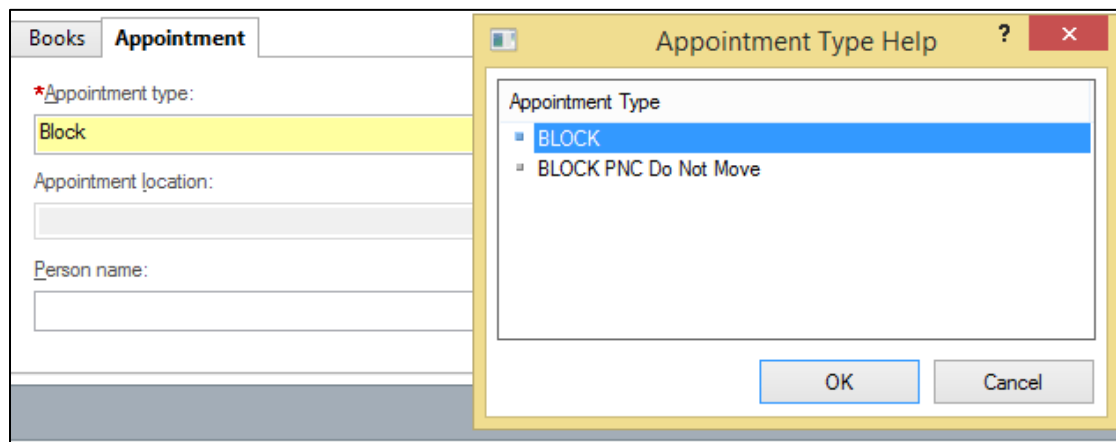 Books Appointment
*Appointment type:
Block
Appointment location:
Person name:
Appointment Type Help ? ×
Appointment Type
BLOCK
BLOCK PNC Do Not Move
OK Cancel